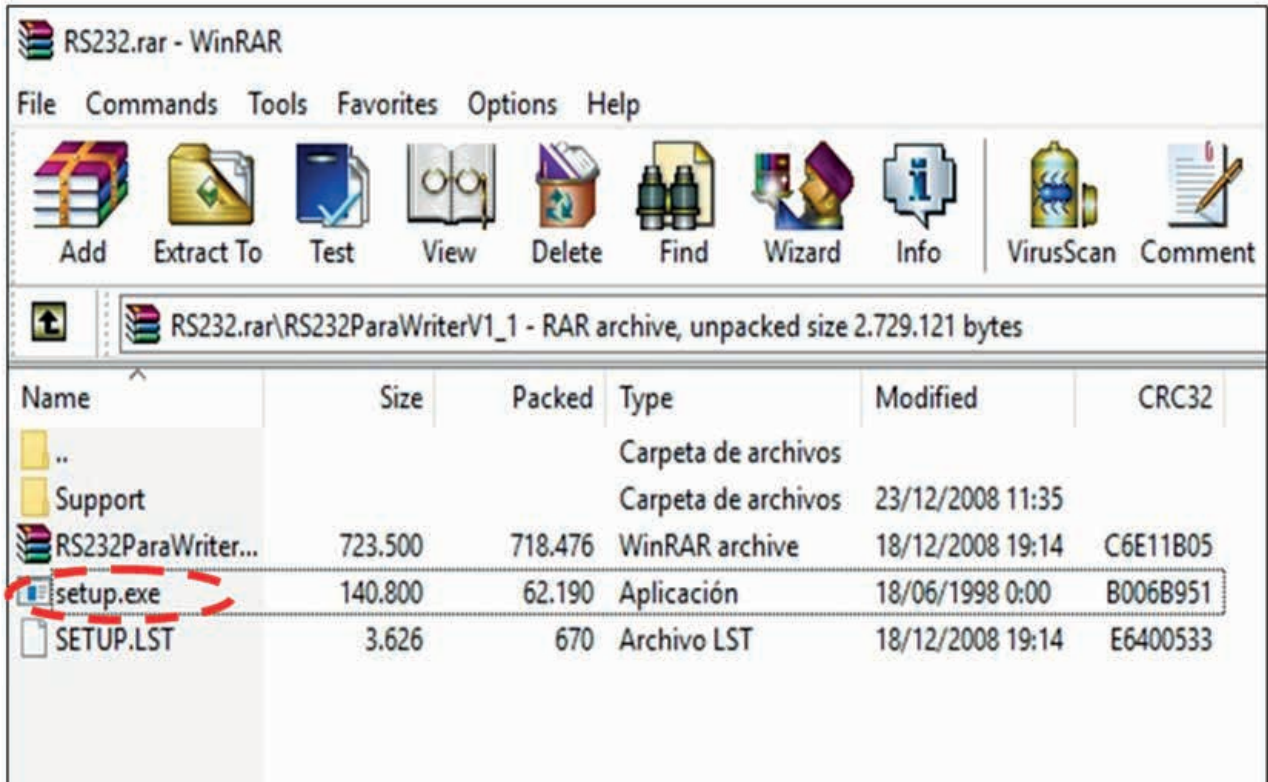 RS232.rar - WinRAR
File Commands Tools Favorites Options Help
Add Extract To Test View Delete Find Wizard Info VirusScan Comment
RS232.rar\RS232ParaWriterV1_1 - RAR archive, unpacked size 2.729.121 bytes
Name Size Packed Type Modified CRC32
.. Carpeta de archivos
Support Carpeta de archivos 23/12/2008 11:35
RS232ParaWriter... 723.500 718.476 WinRAR archive 18/12/2008 19:14 C6E11B05
setup.exe 140.800 62.190 Aplicación 18/06/1998 0:00 B006B951
SETUP.LST 3.626 670 Archivo LST 18/12/2008 19:14 E6400533